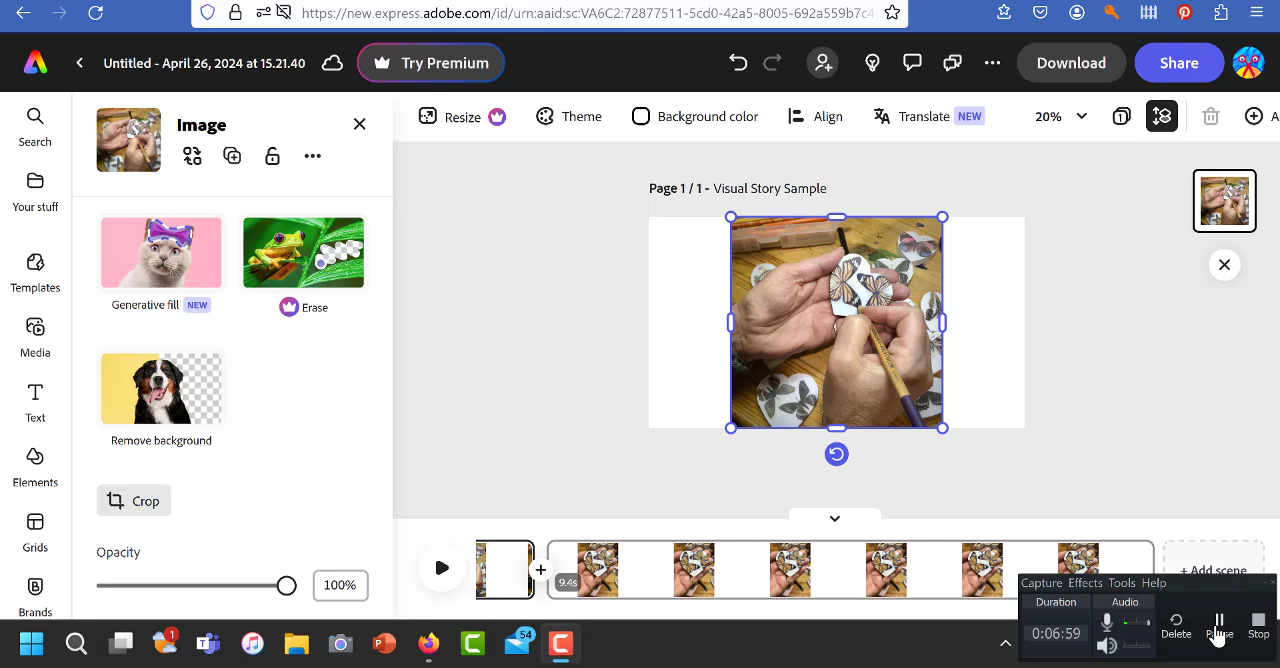 https://new.express.adobe.com/id/urn:aaid:sc:VA6C2:72877511-5cd0-42a5-8005-692a559b7c4
Untitled - April 26, 2024 at 15.21.40
Try Premium
Download
Share
Search
Your stuff
Templates
Media
Text
Elements
Grids
Brands
Image
Generative fill NEW
Erase
Remove background
Crop
Opacity
100%
Resize
Theme
Background color
Align
Translate NEW
20%
1
A
Page 1 / 1 - Visual Story Sample
9.4s
+ Add scene
Capture Effects Tools Help
Duration
Audio
0:06:59
Delete
Pause
Stop
1
54